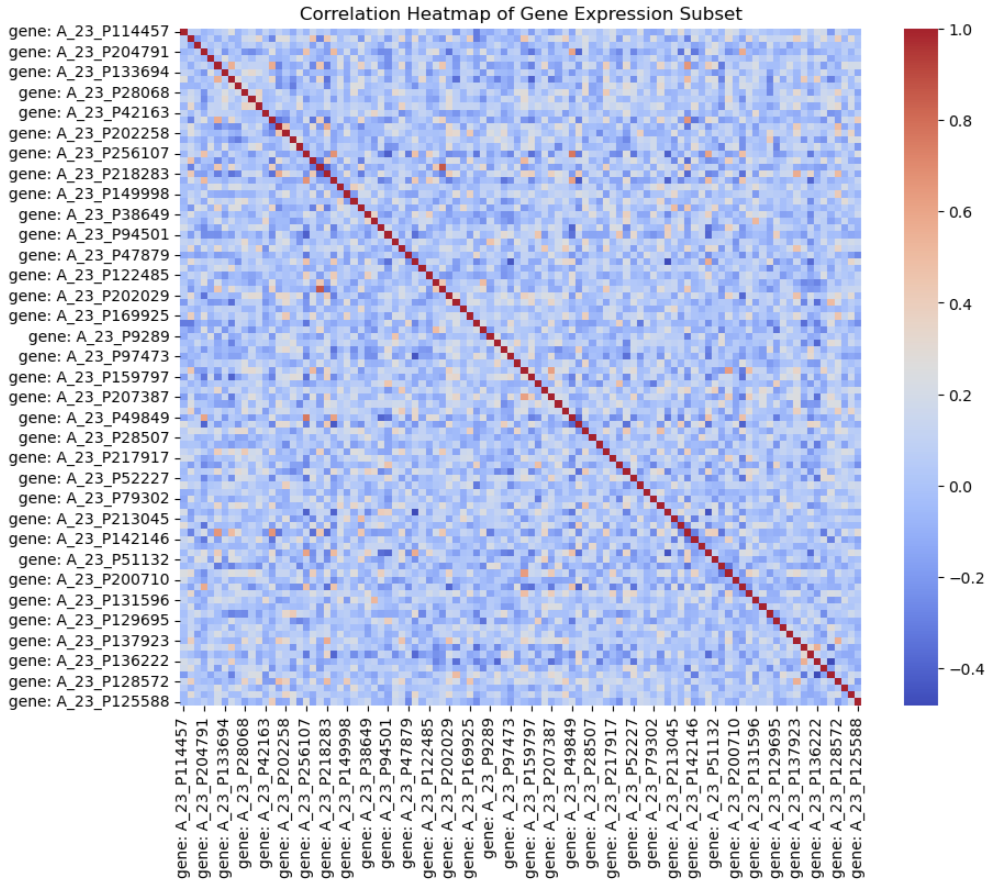 Correlation Heatmap of Gene Expression Subset
gene: A_23_P114457
gene: A_23_P204791
gene: A_23_P133694
gene: A_23_P28068
gene: A_23_P42163
gene: A_23_P202258
gene: A_23_P256107
gene: A_23_P218283
gene: A_23_P149998
gene: A_23_P38649
gene: A_23_P94501
gene: A_23_P47879
gene: A_23_P122485
gene: A_23_P202029
gene: A_23_P169925
gene: A_23_P9289
gene: A_23_P97473
gene: A_23_P159797
gene: A_23_P207387
gene: A_23_P49849
gene: A_23_P28507
gene: A_23_P217917
gene: A_23_P52227
gene: A_23_P79302
gene: A_23_P213045
gene: A_23_P142146
gene: A_23_P51132
gene: A_23_P200710
gene: A_23_P131596
gene: A_23_P129695
gene: A_23_P137923
gene: A_23_P136222
gene: A_23_P128572
gene: A_23_P125588
gene: A_23_P114457
gene: A_23_P204791
gene: A_23_P133694
gene: A_23_P28068
gene: A_23_P42163
gene: A_23_P202258
gene: A_23_P256107
gene: A_23_P218283
gene: A_23_P149998
gene: A_23_P38649
gene: A_23_P94501
gene: A_23_P47879
gene: A_23_P122485
gene: A_23_P202029
gene: A_23_P169925
gene: A_23_P9289
gene: A_23_P97473
gene: A_23_P159797
gene: A_23_P207387
gene: A_23_P49849
gene: A_23_P28507
gene: A_23_P217917
gene: A_23_P52227
gene: A_23_P79302
gene: A_23_P213045
gene: A_23_P142146
gene: A_23_P51132
gene: A_23_P200710
gene: A_23_P131596
gene: A_23_P129695
gene: A_23_P137923
gene: A_23_P136222
gene: A_23_P128572
gene: A_23_P125588
1.0
0.8
0.6
0.4
0.2
0.0
−0.2
−0.4